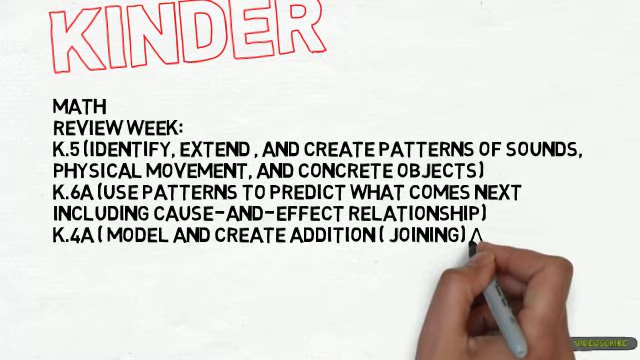 KINDER
MATH
REVIEW WEEK:
K.5 (IDENTIFY, EXTEND , AND CREATE PATTERNS OF SOUNDS,
PHYSICAL MOVEMENT, AND CONCRETE OBJECTS)
K.6A (USE PATTERNS TO PREDICT WHAT COMES NEXT
INCLUDING CAUSE-AND-EFFECT RELATIONSHIP)
K.4A ( MODEL AND CREATE ADDITION ( JOINING)
VIDEOSCRIBE